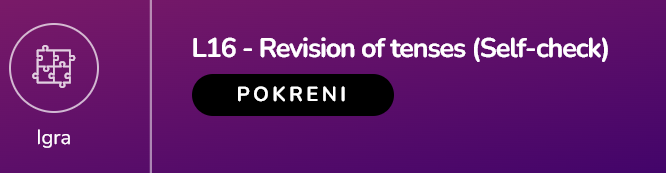 L16 - Revision of tenses (Self-check)
POKRENI
Igra